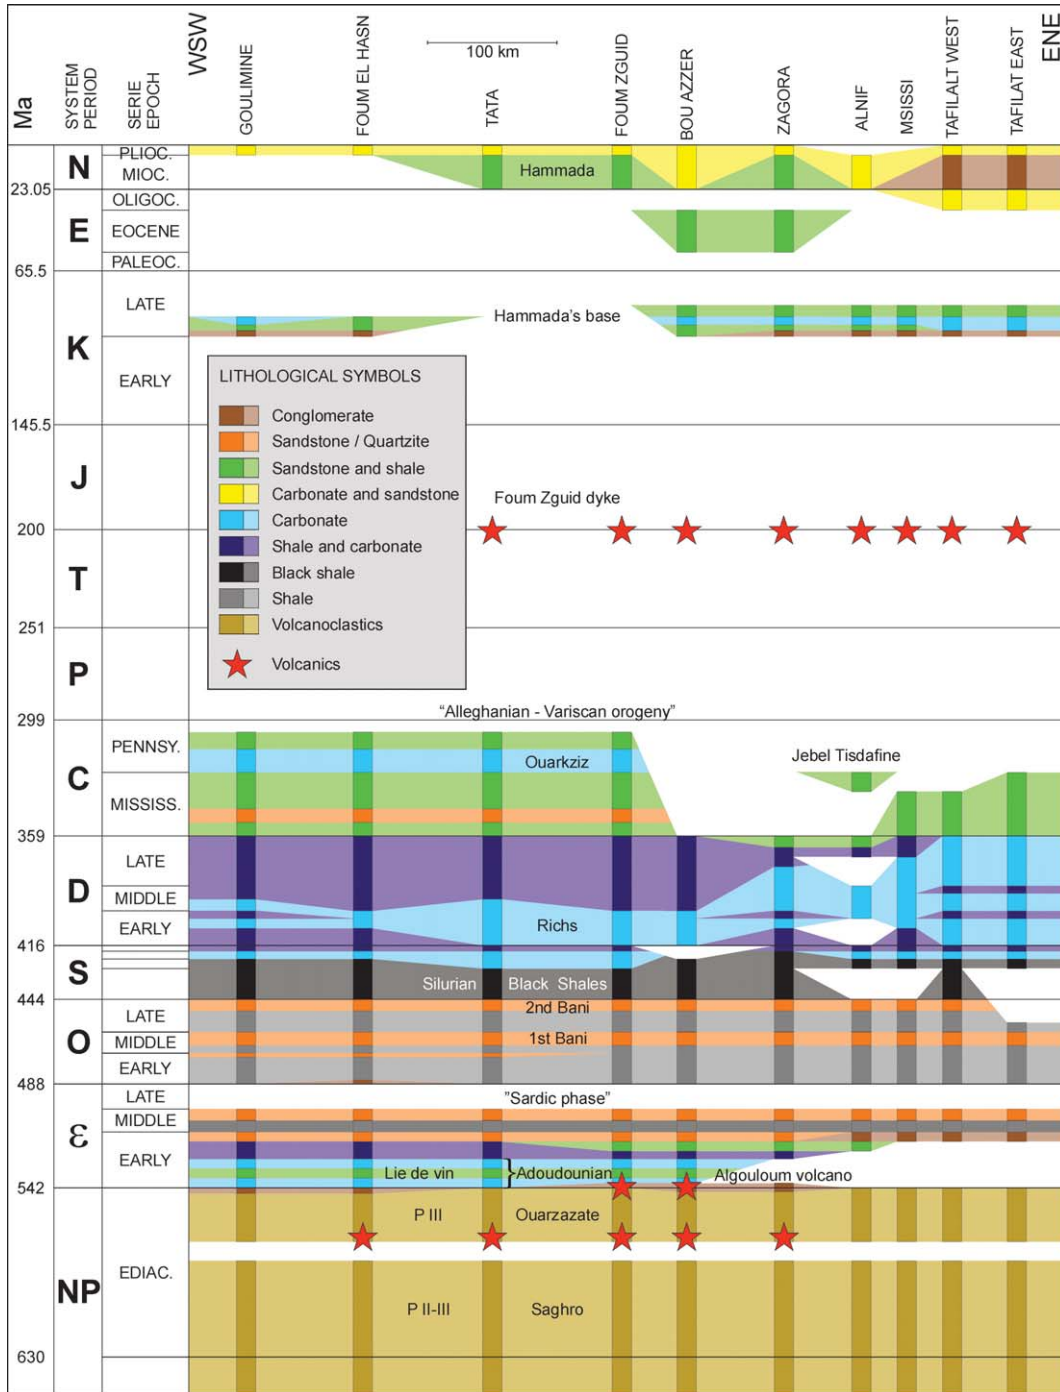 WSW
ENE
100 km
Ma
SYSTEM
PERIOD
SERIE
EPOCH
GOULIMINE
FOUM EL HASN
TATA
FOUM ZGUID
BOU AZZER
ZAGORA
ALNIF
MSISSI
TAFILALT WEST
TAFILAT EAST
N
PLIOC.
MIOC.
Hammada
23.05
OLIGOC.
E
EOCENE
PALEOC.
65.5
LATE
Hammada's base
K
EARLY
LITHOLOGICAL SYMBOLS
Conglomerate
Sandstone / Quartzite
Sandstone and shale
Carbonate and sandstone
Carbonate
Shale and carbonate
Black shale
Shale
Volcanoclastics
Volcanics
145.5
J
Foum Zguid dyke
200
T
251
P
"Alleghanian - Variscan orogeny"
299
PENNSY.
Ouarkziz
Jebel Tisdafine
C
MISSISS.
359
LATE
D
MIDDLE
EARLY
Richs
416
S
Silurian Black Shales
444
2nd Bani
LATE
O
MIDDLE
1st Bani
EARLY
488
LATE
"Sardic phase"
MIDDLE
Ɛ
EARLY
Lie de vin
} Adoudounian
Algouloum volcano
542
P III
Ouarzazate
EDIAC.
NP
P II-III
Saghro
630